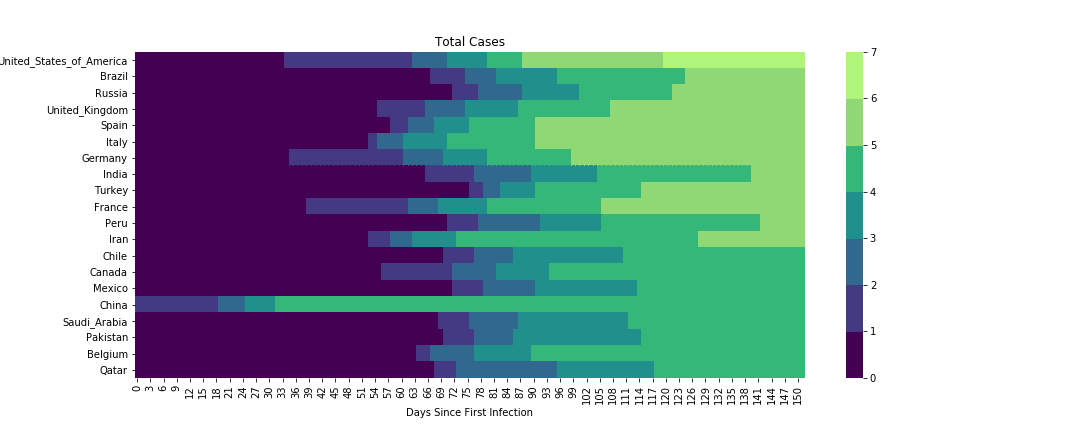 Total Cases
United_States_of_America
Brazil
Russia
United_Kingdom
Spain
Italy
Germany
India
Turkey
France
Peru
Iran
Chile
Canada
Mexico
China
Saudi_Arabia
Pakistan
Belgium
Qatar
0 3 6 9 12 15 18 21 24 27 30 33 36 39 42 45 48 51 54 57 60 63 66 69 72 75 78 81 84 87 90 93 96 99 102 105 108 111 114 117 120 123 126 129 132 135 138 141 144 147 150
Days Since First Infection
7
6
5
4
3
2
1
0